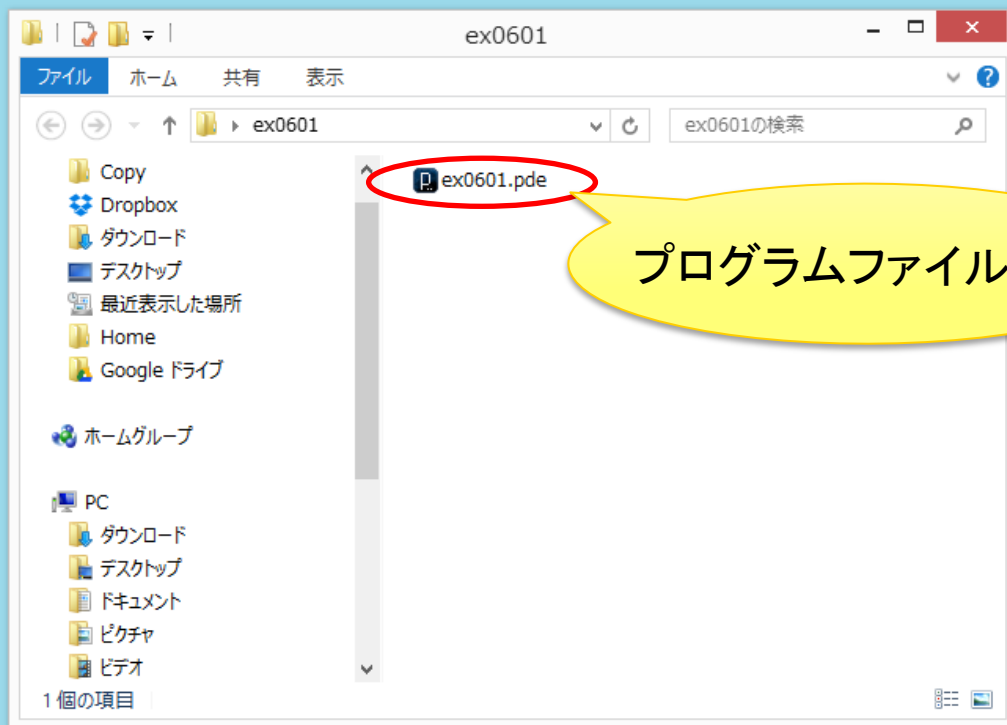 ex0601
ファイル ホーム 共有 表示
ex0601 ex0601の検索
Copy
Dropbox
ダウンロード
デスクトップ
最近表示した場所
Home
Google ドライブ
ホームグループ
PC
ダウンロード
デスクトップ
ドキュメント
ピクチャ
ビデオ
ex0601.pde
プログラムファイル
1 個の項目